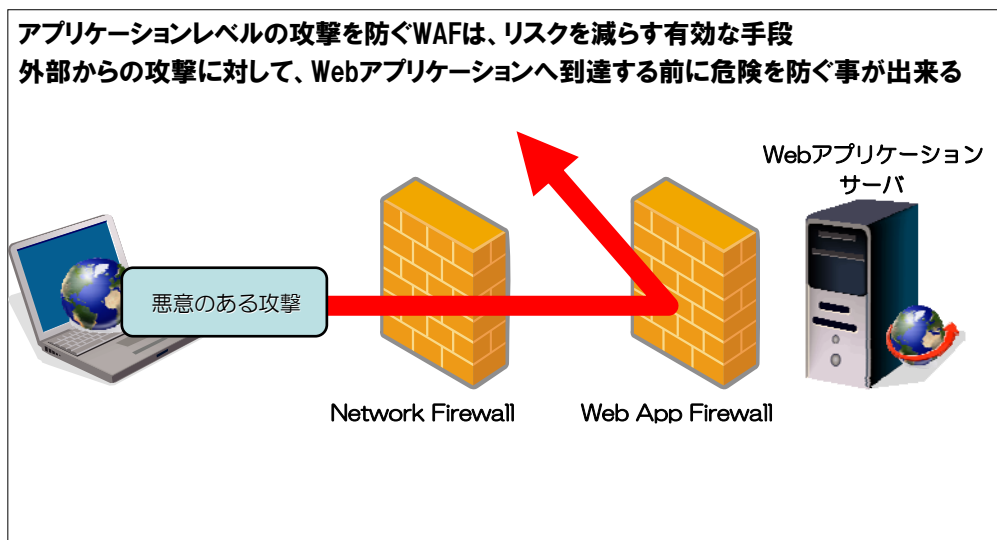 アプリケーションレベルの攻撃を防ぐWAFは、リスクを減らす有効な手段
外部からの攻撃に対して、Webアプリケーションへ到達する前に危険を防ぐ事が出来る
Webアプリケーション
サーバ
悪意のある攻撃
Network Firewall
Web App Firewall